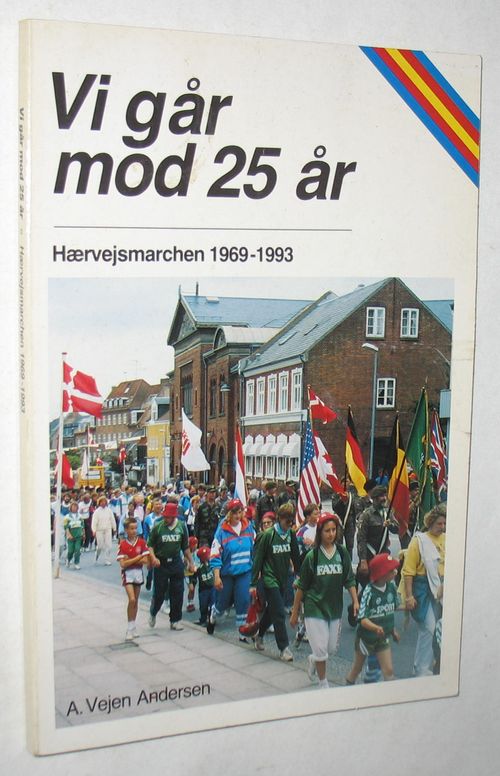 Vi går
mod 25 år
Hærvejsmarchen 1969-1993
Vi går mod 25 år - Hærvejsmarchen 1969-1993
FAXE
FAXE
FAXE
A. Vejen Andersen